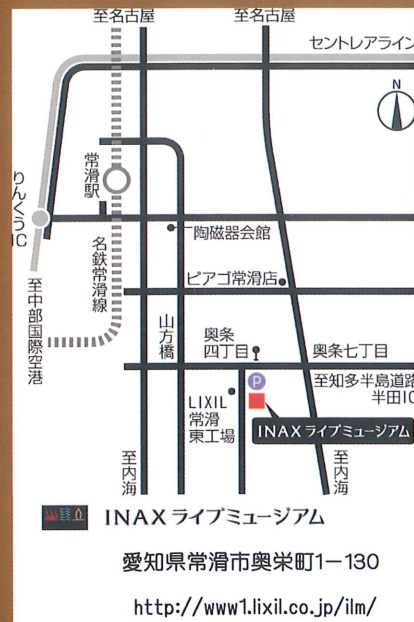 至名古屋
至名古屋
セントレアライン
N
常滑駅
りんくうIC
陶磁器会館
名鉄常滑線
ピアゴ常滑店
至中部国際空港
山方橋
奥条
四丁目
奥条七丁目
P
至知多半島道路
半田IC
LIXIL
常滑
東工場
INAXライブミュージアム
至内海
至内海
INAXライブミュージアム
愛知県常滑市奥栄町1−130
http://www1.lixil.co.jp/ilm/